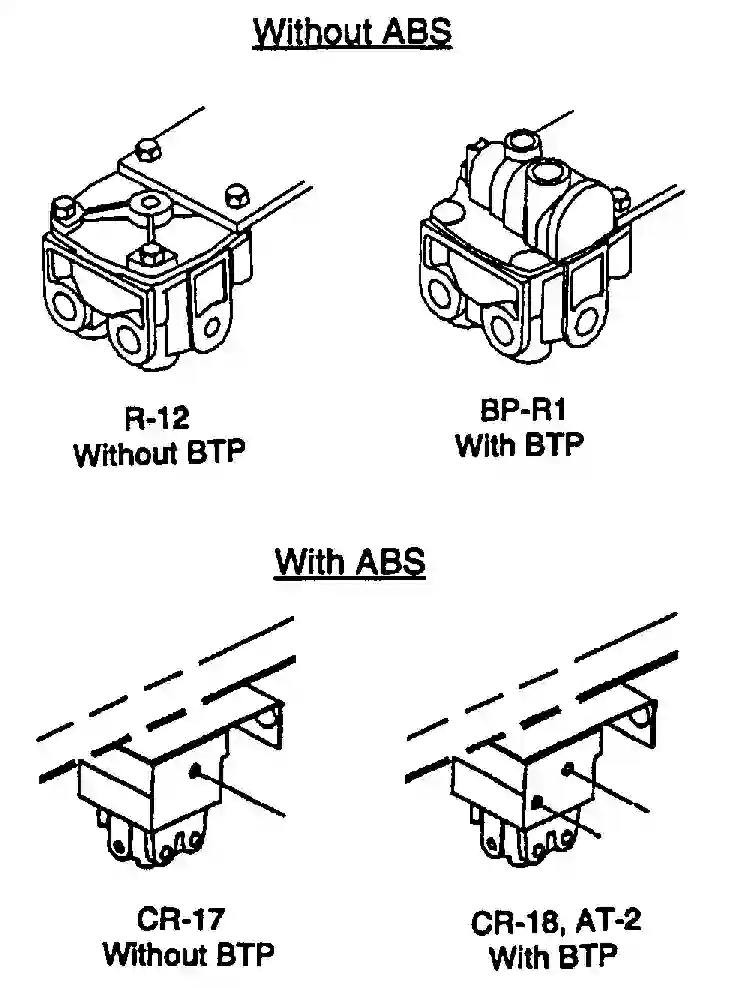 Without ABS
R-12
Without BTP
BP-R1
With BTP
With ABS
CR-17
Without BTP
CR-18, AT-2
With BTP